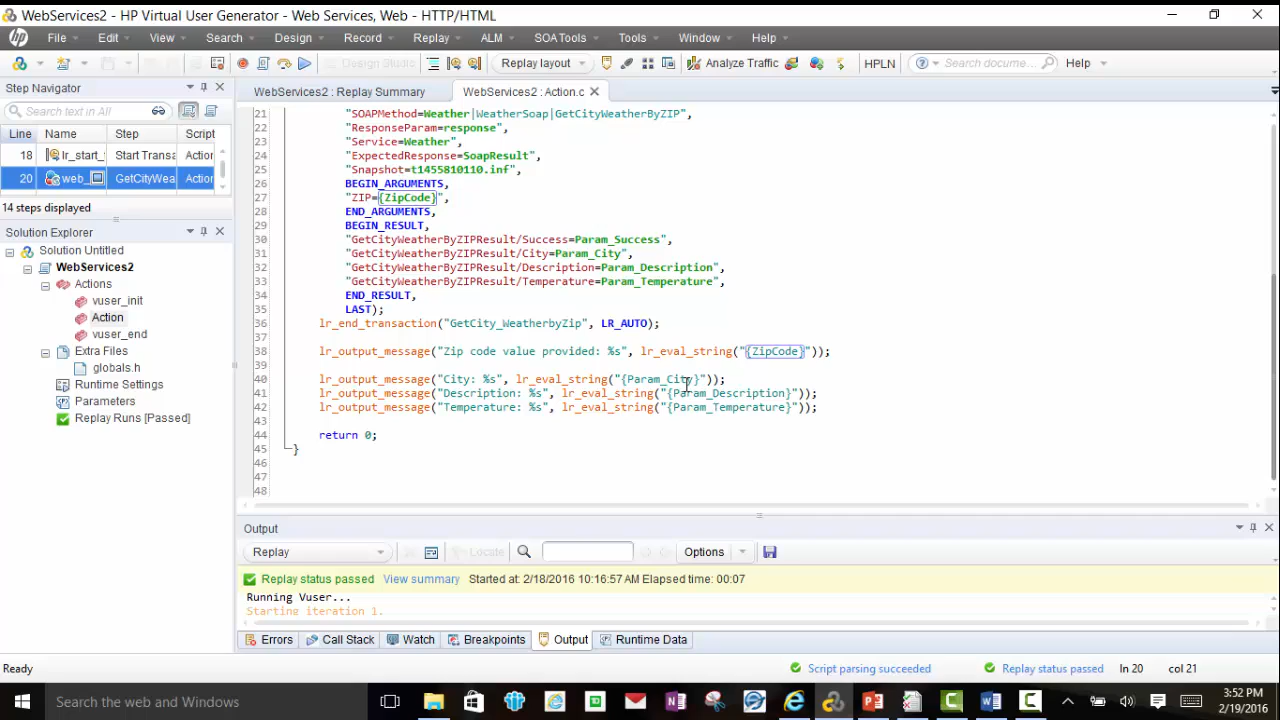 WebServices2 - HP Virtual User Generator - Web Services, Web - HTTP/HTML
hp File Edit View Search Design Record Replay ALM SOA Tools Tools Window Help
Design Studio Replay layout Analyze Traffic HPLN Search docume... Help
Step Navigator
Search text in All
Line Name Step Script
18 lr_start_ Start Transa Action
20 web_ GetCityWea Action
14 steps displayed
Solution Explorer
Solution Untitled
WebServices2
Actions
vuser_init
Action
vuser_end
Extra Files
globals.h
Runtime Settings
Parameters
Replay Runs [Passed]
WebServices2 : Replay Summary WebServices2 : Action.c
21 "SOAPMethod=Weather|WeatherSoap|GetCityWeatherByZIP",
22 "ResponseParam=response",
23 "Service=Weather",
24 "ExpectedResponse=SoapResult",
25 "Snapshot=t1455810110.inf",
26 BEGIN_ARGUMENTS,
27 "ZIP={ZipCode}",
28 END_ARGUMENTS,
29 BEGIN_RESULT,
30 "GetCityWeatherByZIPResult/Success=Param_Success",
31 "GetCityWeatherByZIPResult/City=Param_City",
32 "GetCityWeatherByZIPResult/Description=Param_Description",
33 "GetCityWeatherByZIPResult/Temperature=Param_Temperature",
34 END_RESULT,
35 LAST);
36 lr_end_transaction("GetCity_WeatherbyZip", LR_AUTO);
37
38 lr_output_message("Zip code value provided: %s", lr_eval_string("{ZipCode}"));
39
40 lr_output_message("City: %s", lr_eval_string("{Param_City}"));
41 lr_output_message("Description: %s", lr_eval_string("{Param_Description}"));
42 lr_output_message("Temperature: %s", lr_eval_string("{Param_Temperature}"));
43
44 return 0;
45 }
46
47
48
Output
Replay Locate Options
Replay status passed View summary Started at: 2/18/2016 10:16:57 AM Elapsed time: 00:07
Running Vuser...
Starting iteration 1.
Errors Call Stack Watch Breakpoints Output Runtime Data
Ready Script parsing succeeded Replay status passed Ln 20 col 21
Search the web and Windows
3:52 PM
2/19/2016